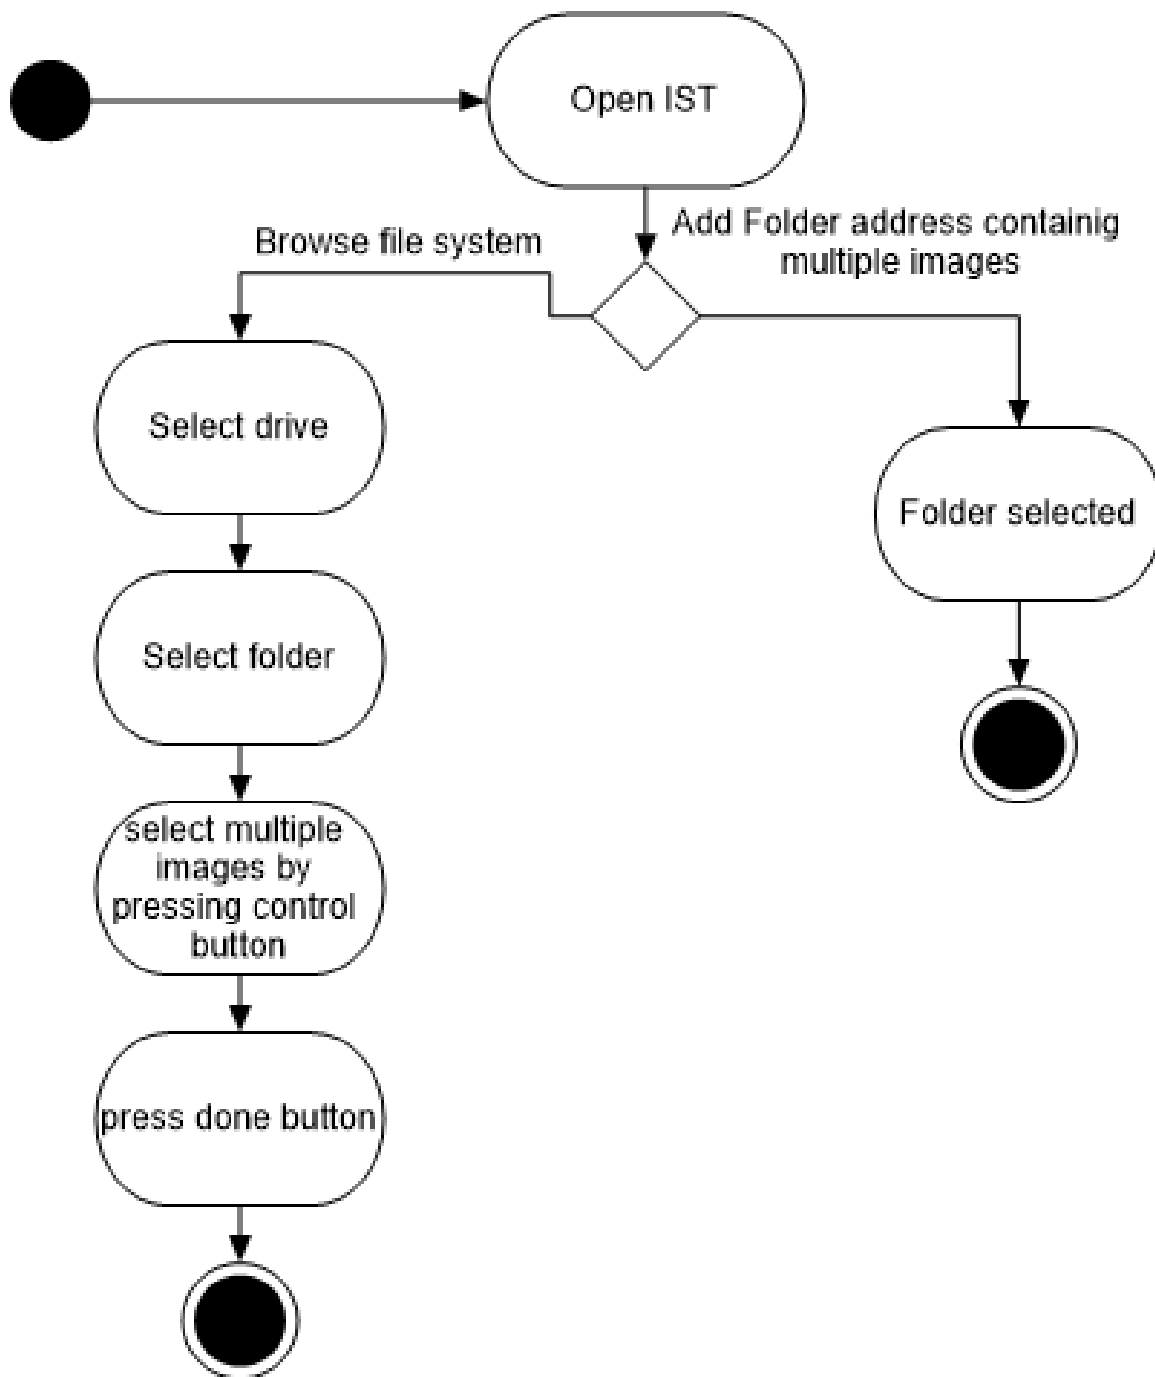 Open IST
Browse file system
Add Folder address containig
multiple images
Select drive
Folder selected
Select folder
select multiple
images by
pressing control
button
press done button